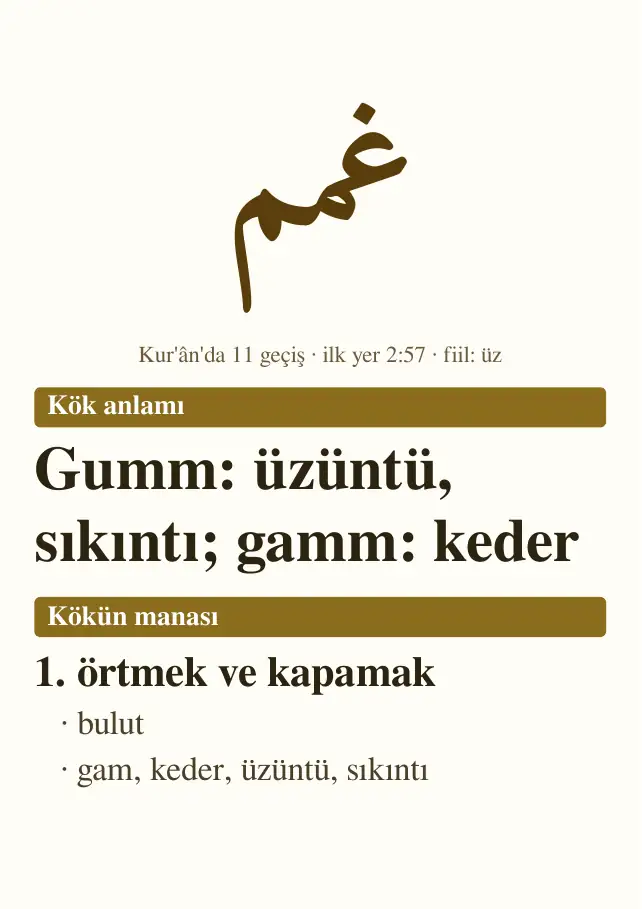 غمم
Kur'ân'da 11 geçiş · ilk yer 2:57 · fiil: üz
Kök anlamı
Gumm: üzüntü,
sıkıntı; gamm: keder
Kökün manası
1. örtmek ve kapamak
· bulut
· gam, keder, üzüntü, sıkıntı